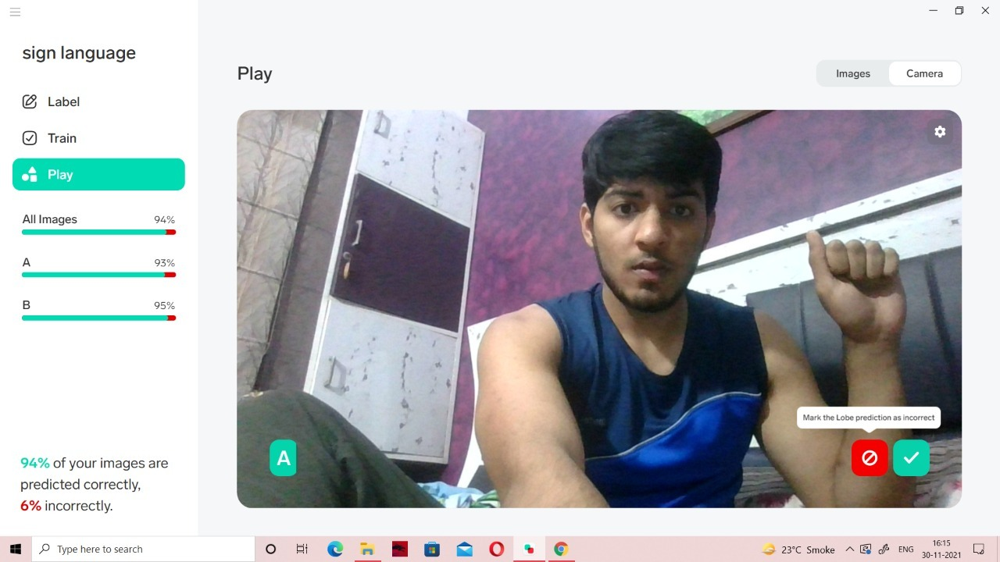 sign language
Label
Train
Play
All Images 94%
A 93%
B 95%
94% of your images are
predicted correctly,
6% incorrectly.
Play
Images Camera
Mark the Lobe prediction as incorrect
A
Type here to search
23°C Smoke
ENG
16:15
30-11-2021